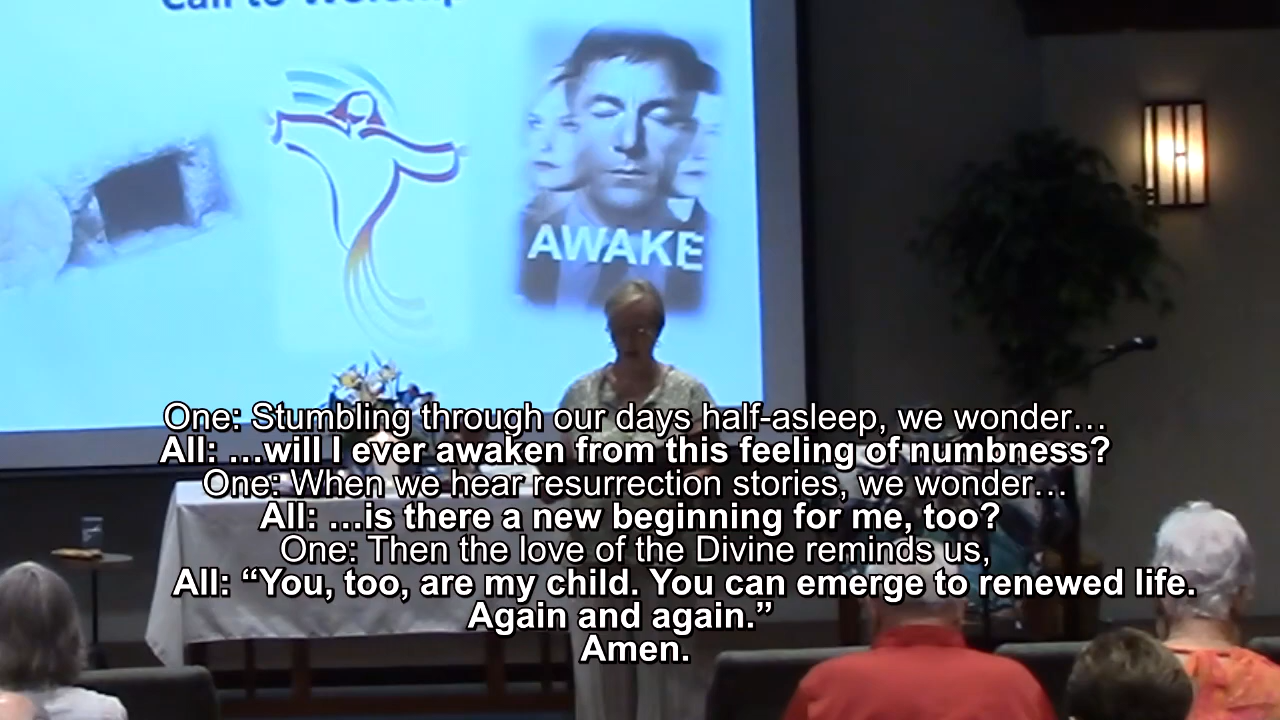 Call to Worship
AWAKE
One: Stumbling through our days half-asleep, we wonder…
All: …will I ever awaken from this feeling of numbness?
One: When we hear resurrection stories, we wonder…
All: …is there a new beginning for me, too?
One: Then the love of the Divine reminds us,
All: “You, too, are my child. You can emerge to renewed life.
Again and again.”
Amen.